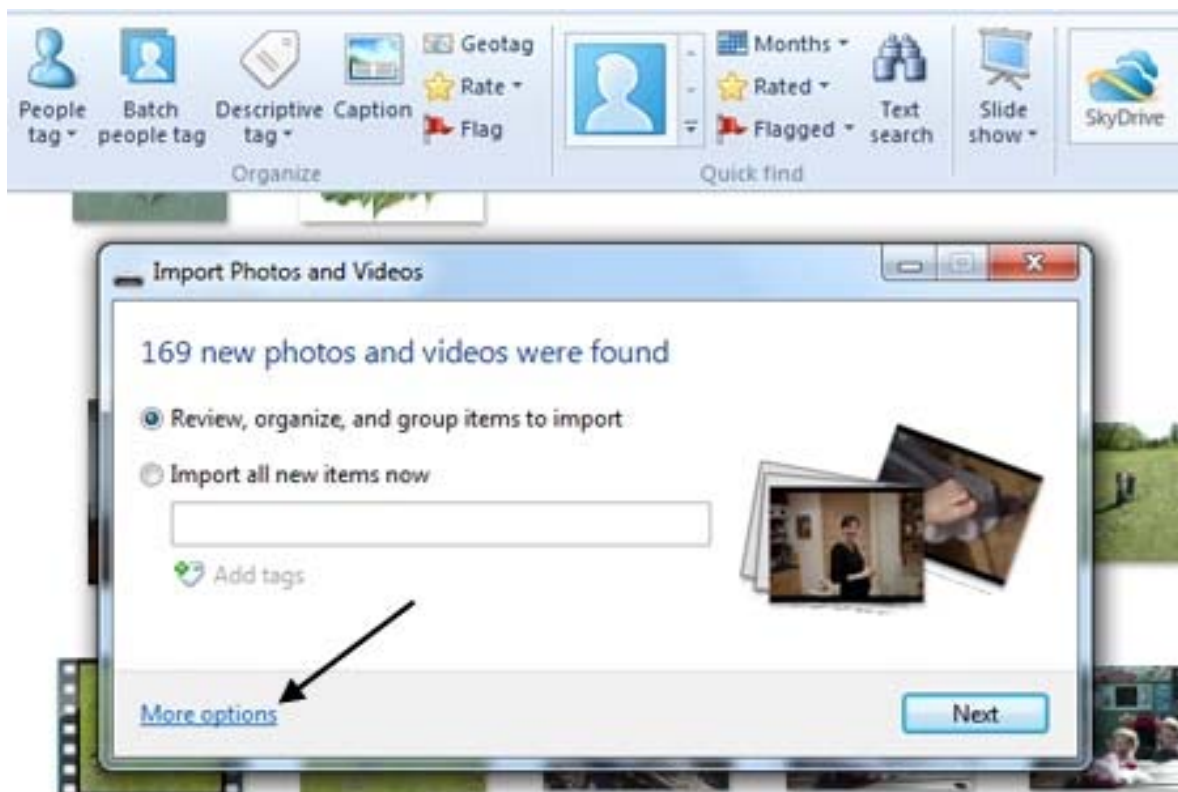 People tag
Batch people tag
Descriptive tag
Caption
Geotag
Rate
Flag
Organize
Months
Rated
Flagged
Text search
Quick find
Slide show
SkyDrive
Import Photos and Videos
169 new photos and videos were found
Review, organize, and group items to import
Import all new items now
Add tags
More options
Next